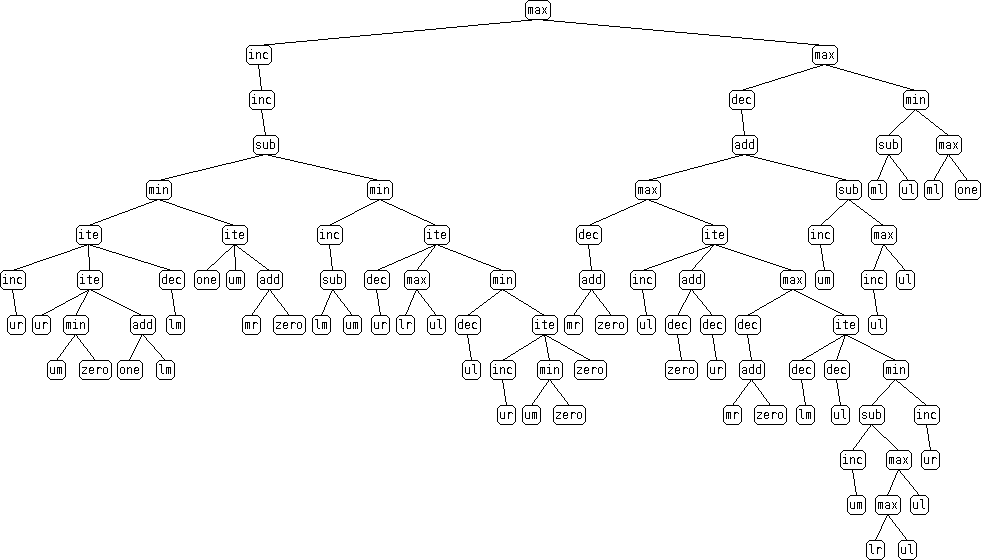 max
inc max
inc dec min
sub add sub max
min min max sub ml ul ml one
ite ite inc ite dec ite inc max
inc ite dec one um add sub dec max min add inc add max um inc ul
ur ur min add lm mr zero lm um ur lr ul dec ite mr zero ul dec dec dec ite ul
um zero one lm ul inc min zero zero ur add dec dec min
ur um zero mr zero lm ul sub inc
inc max ur
um max ul
lr ul